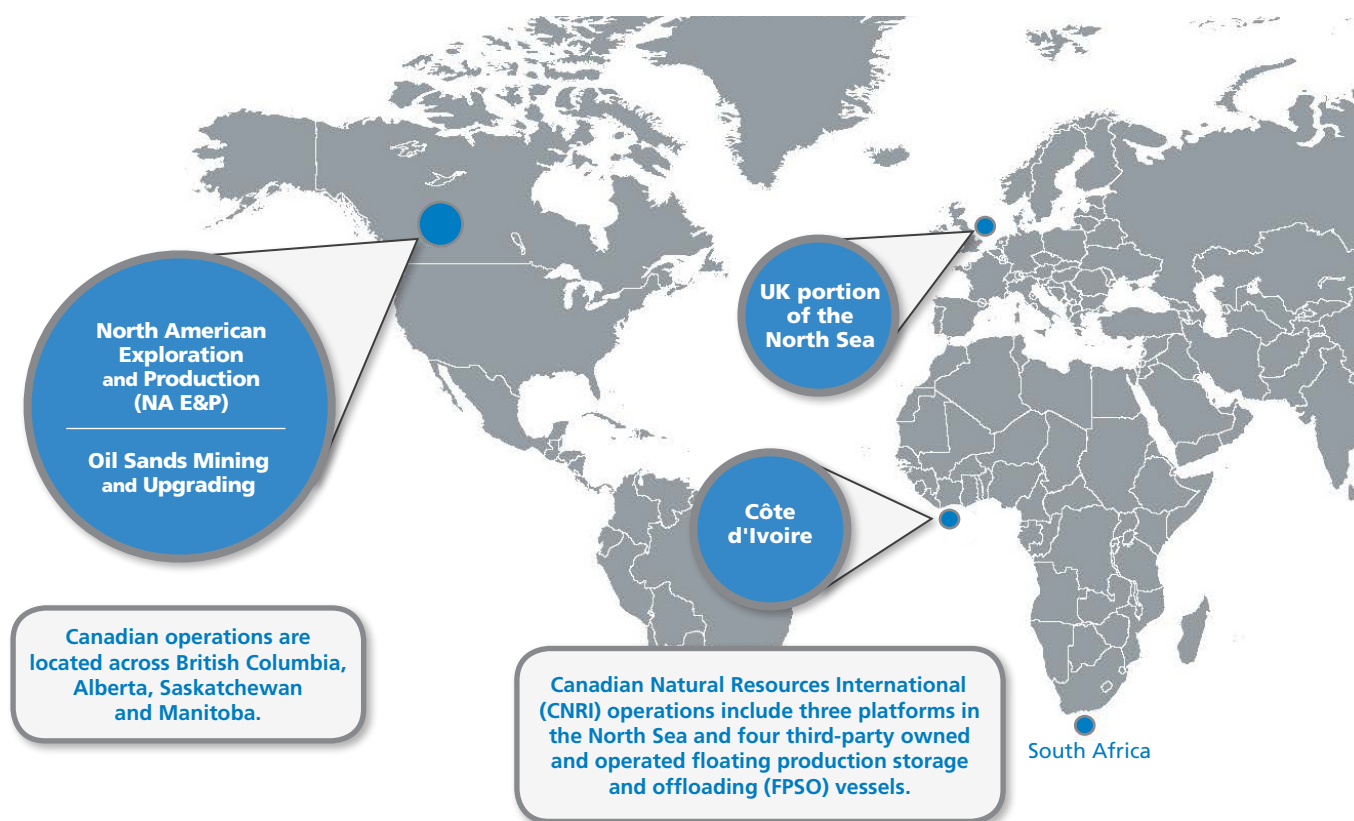 North American
Exploration
and Production
(NA E&P)
Oil Sands Mining
and Upgrading
UK portion
of the
North Sea
Côte
d'Ivoire
Canadian operations are
located across British Columbia,
Alberta, Saskatchewan
and Manitoba.
Canadian Natural Resources International
(CNRI) operations include three platforms in
the North Sea and four third-party owned
and operated floating production storage
and offloading (FPSO) vessels.
South Africa